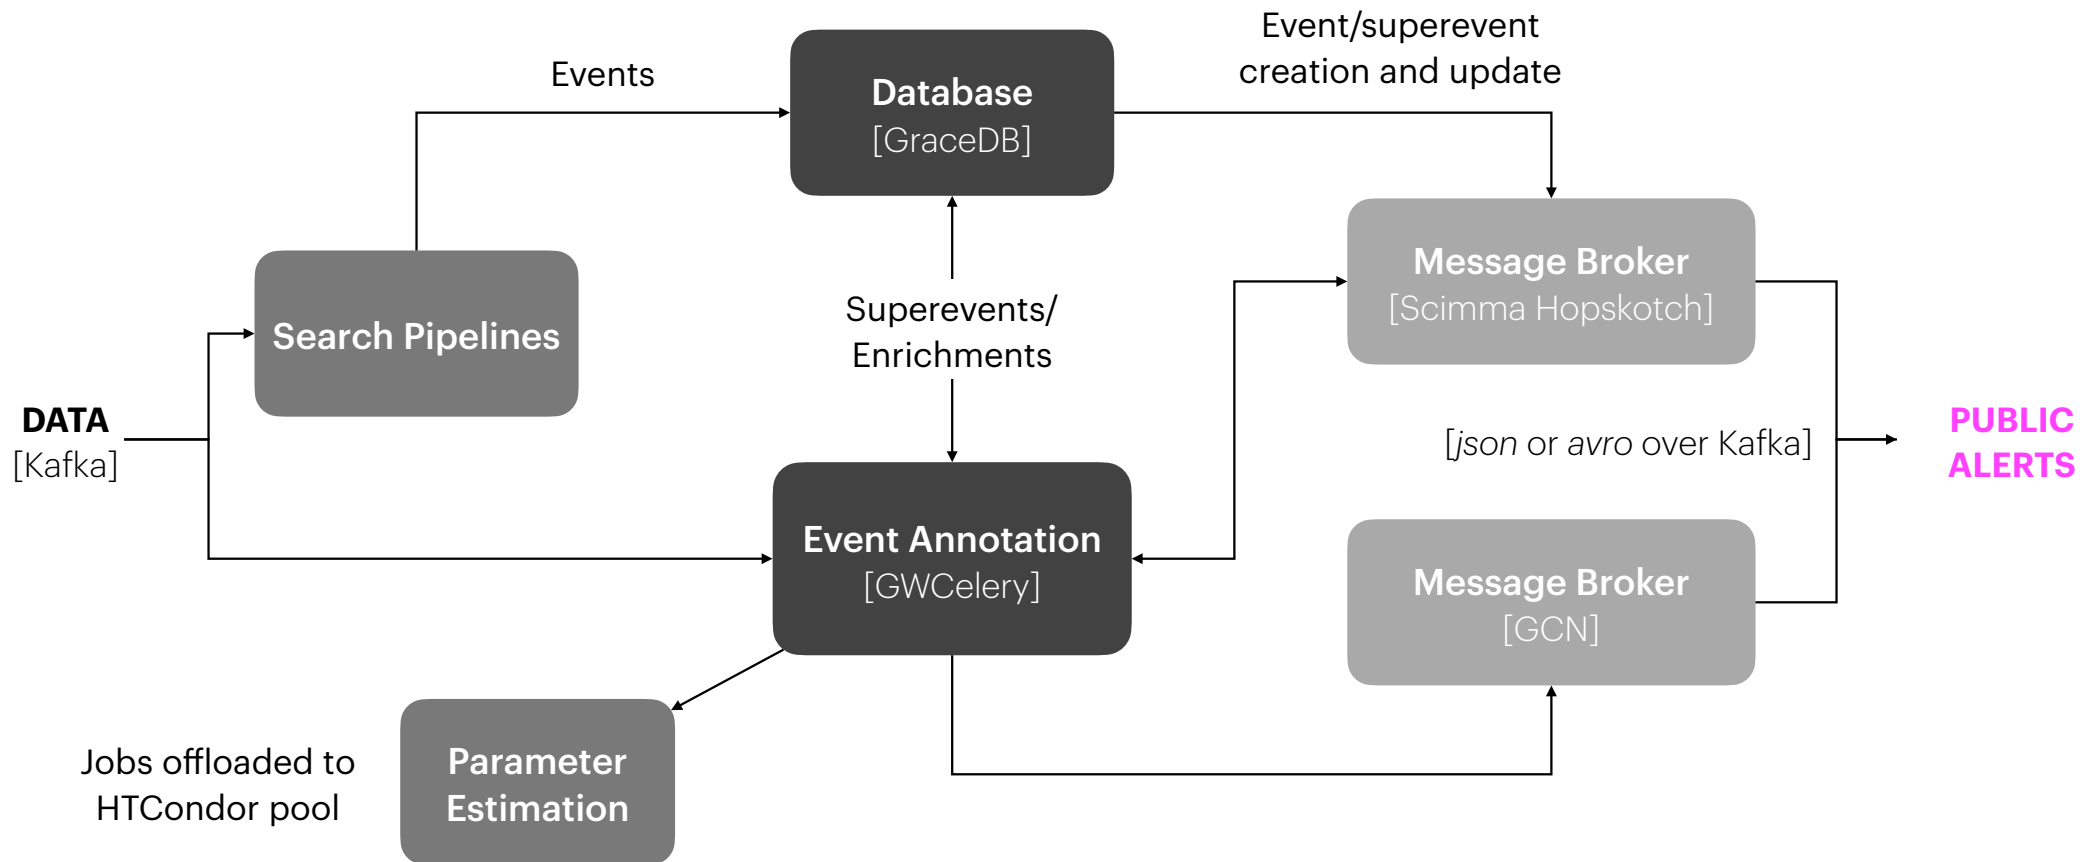 Event/superevent
creation and update
Events
Database
[GraceDB]
Message Broker
[Scimma Hopskotch]
Superevents/
Enrichments
Search Pipelines
DATA
[Kafka]
[json or avro over Kafka]
PUBLIC
ALERTS
Event Annotation
[GWCelery]
Message Broker
[GCN]
Jobs offloaded to
HTCondor pool
Parameter
Estimation